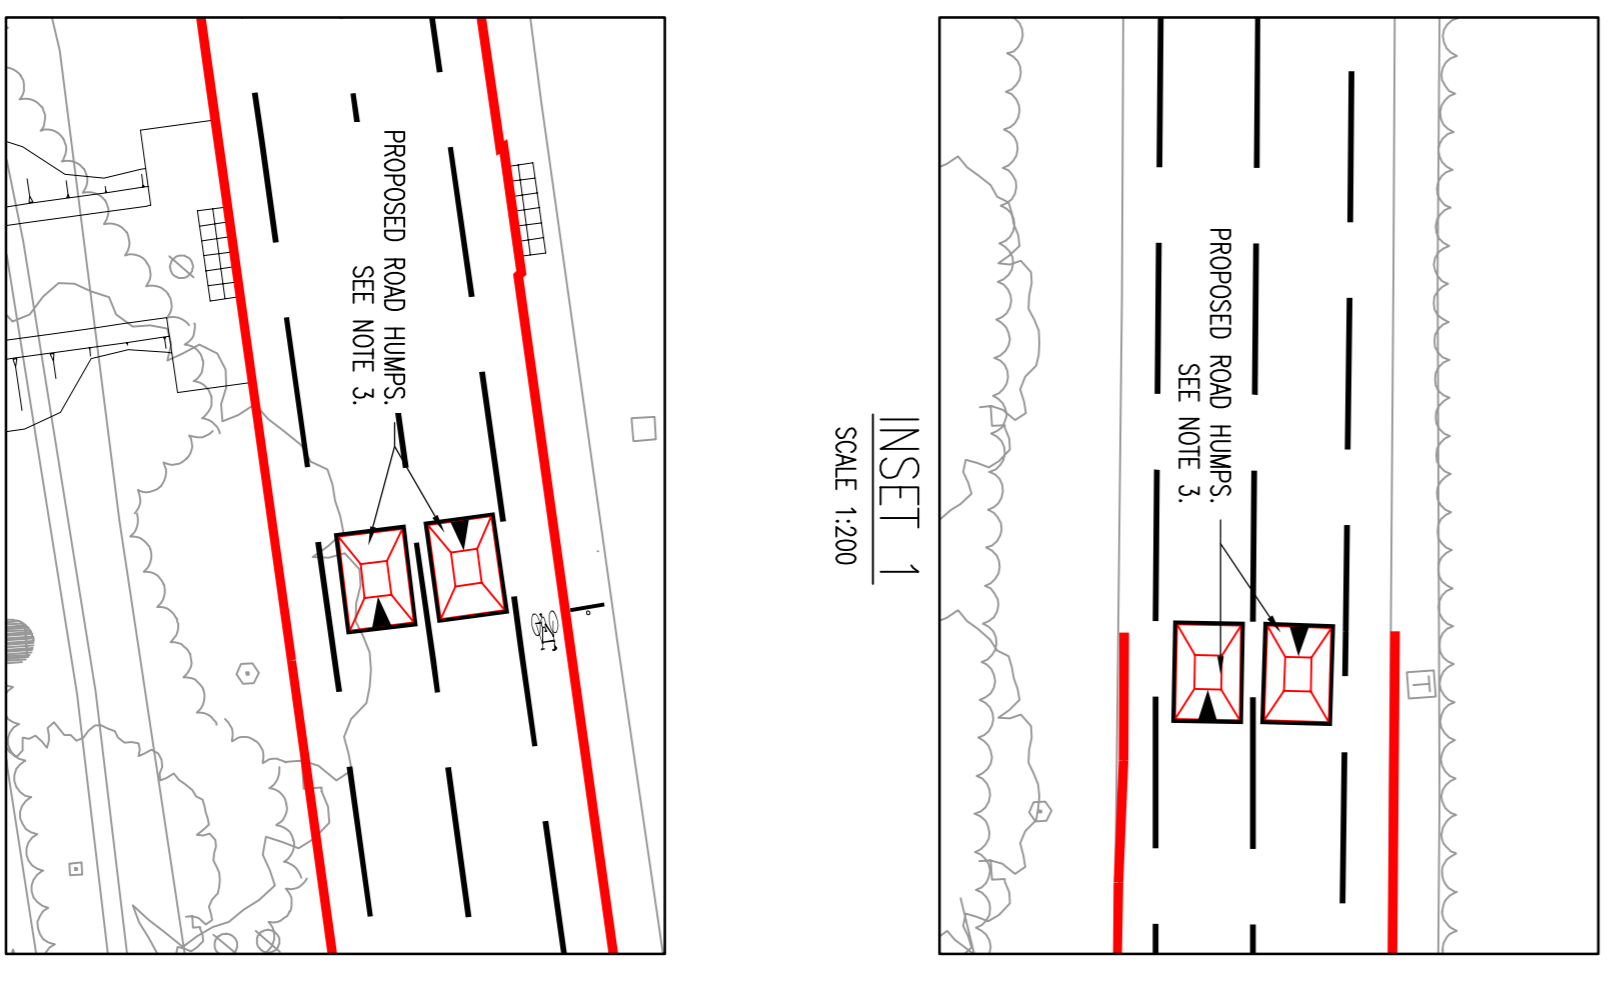 PROPOSED ROAD HUMPS.
SEE NOTE 3.
INSET 1
SCALE 1:200
PROPOSED ROAD HUMPS.
SEE NOTE 3.
T